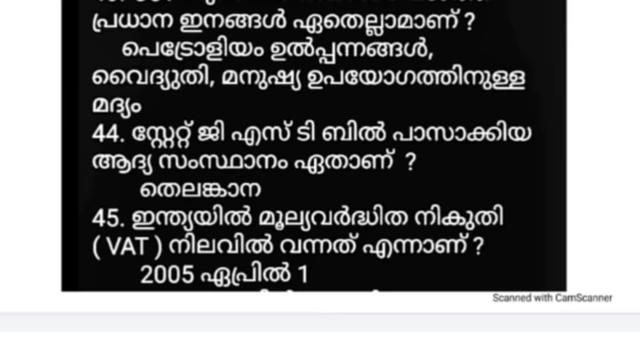 പ്രധാന ഇനങ്ങൾ ഏതെല്ലാമാണ് ?
പെട്രോളിയം ഉൽപ്പന്നങ്ങൾ,
വൈദ്യുതി, മനുഷ്യ ഉപയോഗത്തിനുള്ള
മദ്യം
44. സ്റ്റേറ്റ് ജി എസ് ടി ബിൽ പാസാക്കിയ
ആദ്യ സംസ്ഥാനം ഏതാണ് ?
തെലങ്കാന
45. ഇന്ത്യയിൽ മൂല്യവർദ്ധിത നികുതി
( VAT ) നിലവിൽ വന്നത് എന്നാണ് ?
2005 ഏപ്രിൽ 1
Scanned with CamScanner